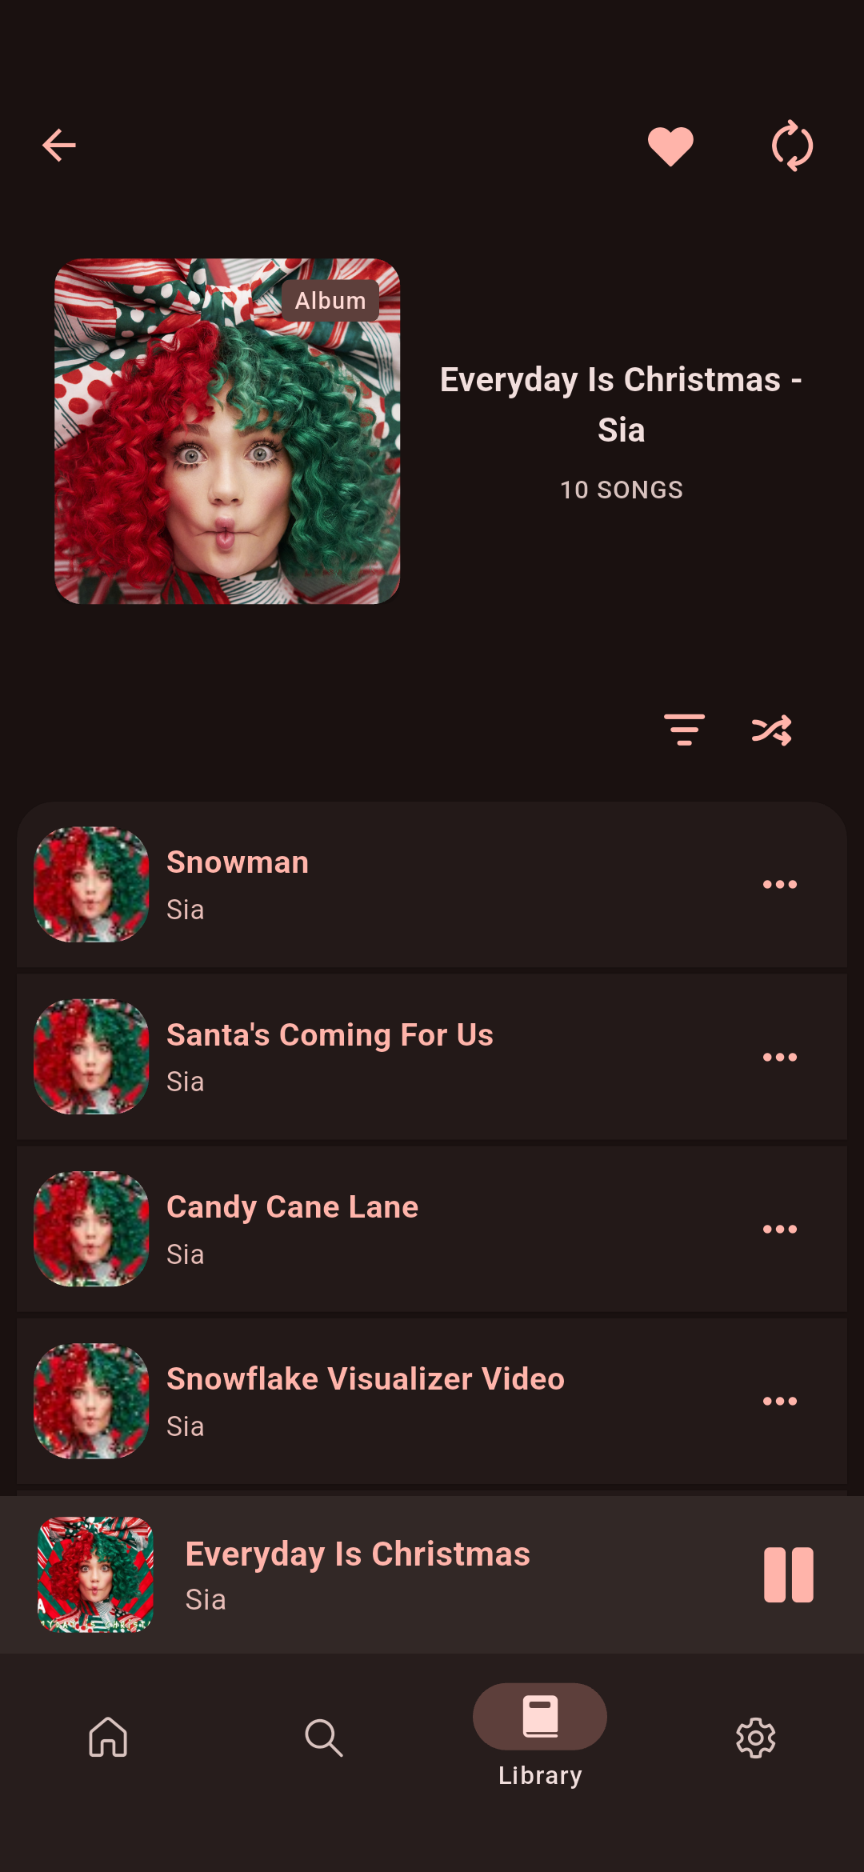 Album
Everyday Is Christmas -
Sia
10 SONGS
Snowman
Sia
Santa's Coming For Us
Sia
Candy Cane Lane
Sia
Snowflake Visualizer Video
Sia
Everyday Is Christmas
Sia
Library